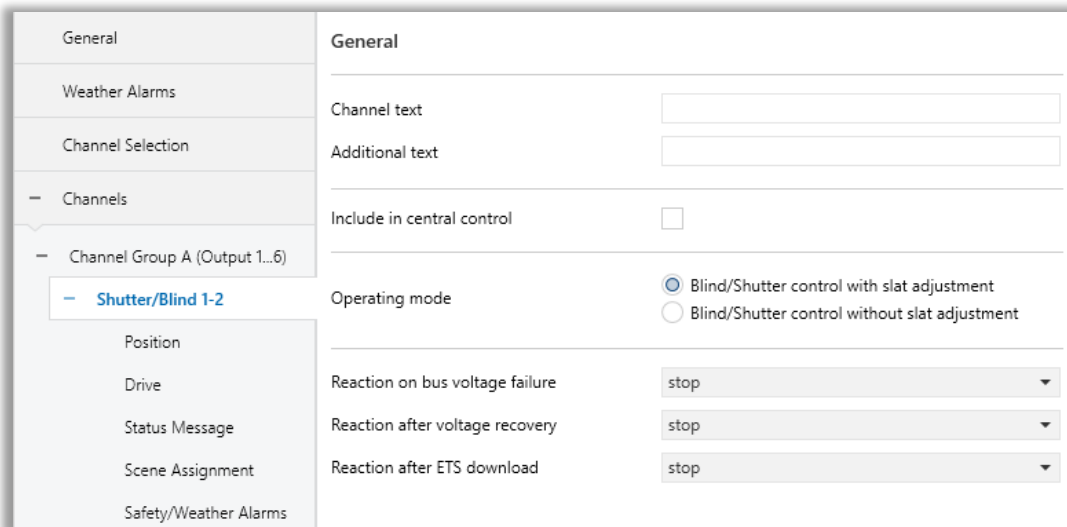 General
Weather Alarms
Channel Selection
Channels
Channel Group A (Output 1...6)
Shutter/Blind 1-2
Position
Drive
Status Message
Scene Assignment
Safety/Weather Alarms
General
Channel text
Additional text
Include in central control
Operating mode
Blind/Shutter control with slat adjustment
Blind/Shutter control without slat adjustment
Reaction on bus voltage failure stop
Reaction after voltage recovery stop
Reaction after ETS download stop